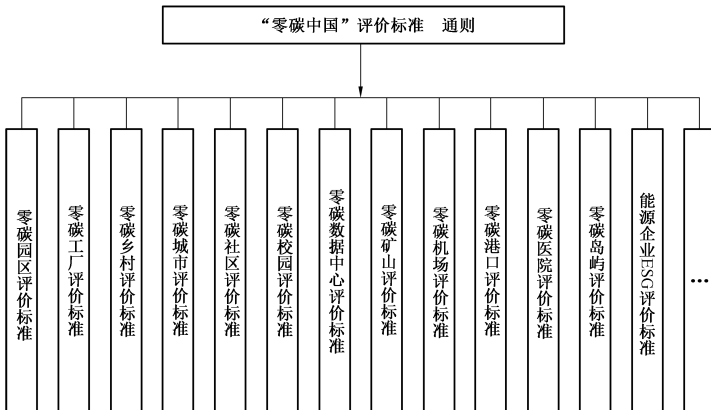 “零碳中国”评价标准 通则
零碳园区评价标准
零碳工厂评价标准
零碳乡村评价标准
零碳城市评价标准
零碳社区评价标准
零碳校园评价标准
零碳数据中心评价标准
零碳矿山评价标准
零碳机场评价标准
零碳港口评价标准
零碳医院评价标准
零碳岛屿评价标准
能源企业ESG评价标准
…